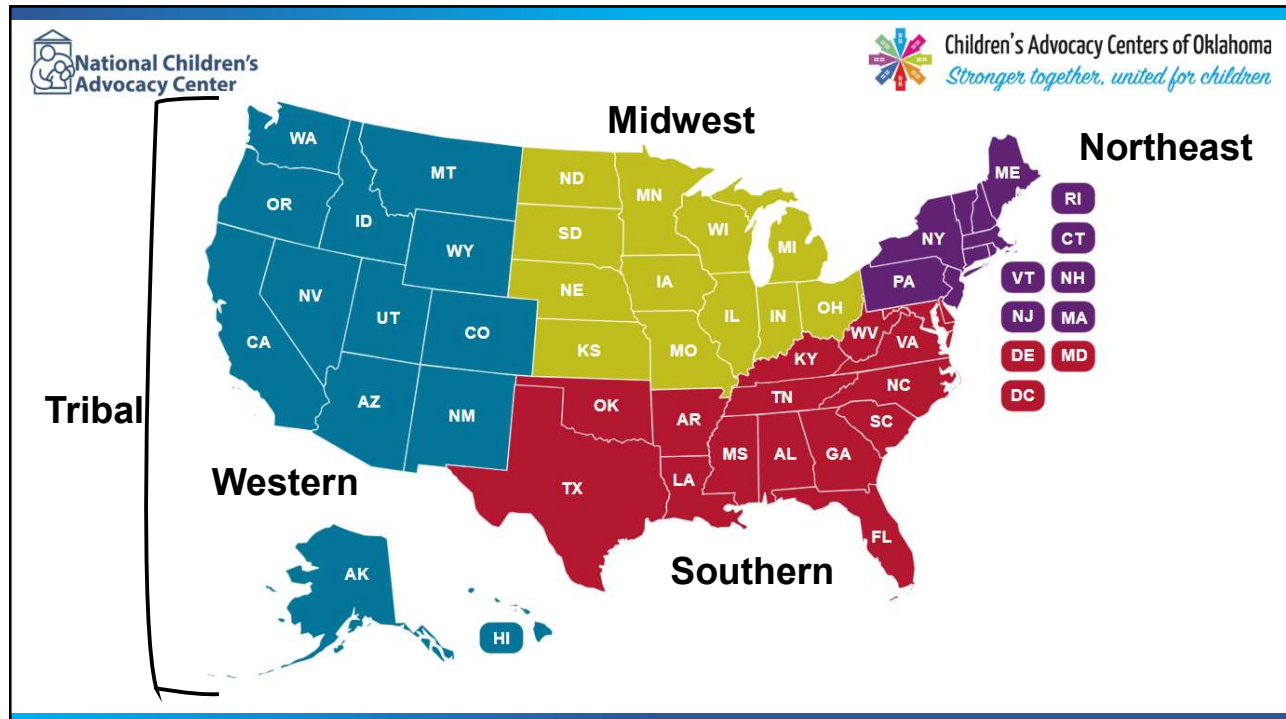 National Children's
Advocacy Center
Children's Advocacy Centers of Oklahoma
Stronger together, united for children
Midwest
Northeast
WA
MT
ND
MN
ME
OR
ID
SD
WI
MI
NY
RI
CT
WY
NE
IA
PA
VT
NH
NV
UT
CO
IL
IN
OH
NJ
MA
CA
KS
MO
KY
WV
VA
DE
MD
AZ
NM
OK
AR
TN
NC
DC
Tribal
SC
Western
TX
LA
MS
AL
GA
FL
Southern
AK
HI